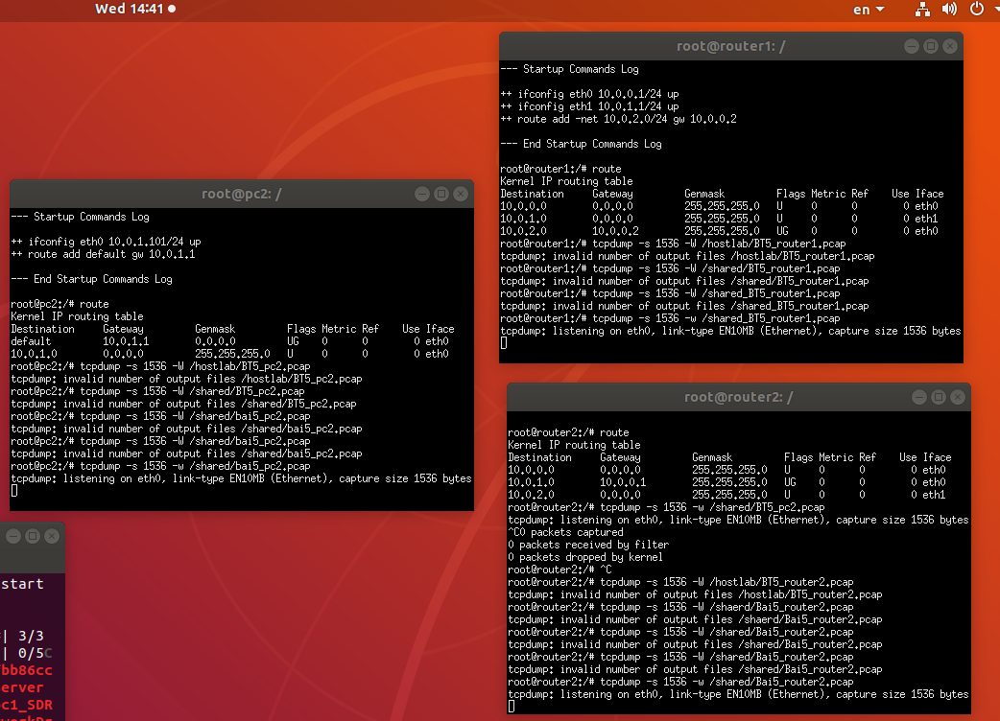 Wed 14:41
en
root@router1: /
--- Startup Commands Log
++ ifconfig eth0 10.0.0.1/24 up
++ ifconfig eth1 10.0.1.1/24 up
++ route add -net 10.0.2.0/24 gw 10.0.0.2
--- End Startup Commands Log
root@router1:/# route
Kernel IP routing table
Destination Gateway Genmask Flags Metric Ref Use Iface
10.0.0.0 0.0.0.0 255.255.255.0 U 0 0 0 eth0
10.0.1.0 0.0.0.0 255.255.255.0 U 0 0 0 eth1
10.0.2.0 10.0.0.2 255.255.255.0 UG 0 0 0 eth0
root@router1:/# tcpdump -s 1536 -W /hostlab/BT5_router1.pcap
tcpdump: invalid number of output files /hostlab/BT5_router1.pcap
root@router1:/# tcpdump -s 1536 -W /shared/BT5_router1.pcap
tcpdump: invalid number of output files /shared/BT5_router1.pcap
root@router1:/# tcpdump -s 1536 -W /shared_BT5_router1.pcap
tcpdump: invalid number of output files /shared_BT5_router1.pcap
root@router1:/# tcpdump -s 1536 -w /shared_BT5_router1.pcap
tcpdump: listening on eth0, link-type EN10MB (Ethernet), capture size 1536 bytes
root@pc2: /
--- Startup Commands Log
++ ifconfig eth0 10.0.1.101/24 up
++ route add default gw 10.0.1.1
--- End Startup Commands Log
root@pc2:/# route
Kernel IP routing table
Destination Gateway Genmask Flags Metric Ref Use Iface
default 10.0.1.1 0.0.0.0 UG 0 0 0 eth0
10.0.1.0 0.0.0.0 255.255.255.0 U 0 0 0 eth0
root@pc2:/# tcpdump -s 1536 -W /hostlab/BT5_pc2.pcap
tcpdump: invalid number of output files /hostlab/BT5_pc2.pcap
root@pc2:/# tcpdump -s 1536 -W /shared/BT5_pc2.pcap
tcpdump: invalid number of output files /shared/BT5_pc2.pcap
root@pc2:/# tcpdump -s 1536 -W /shared/bai5_pc2.pcap
tcpdump: invalid number of output files /shared/bai5_pc2.pcap
root@pc2:/# tcpdump -s 1536 -W /shared/bai5_pc2.pcap
tcpdump: invalid number of output files /shared/bai5_pc2.pcap
root@pc2:/# tcpdump -s 1536 -w /shared/bai5_pc2.pcap
tcpdump: listening on eth0, link-type EN10MB (Ethernet), capture size 1536 bytes
root@router2: /
root@router2:/# route
Kernel IP routing table
Destination Gateway Genmask Flags Metric Ref Use Iface
10.0.0.0 0.0.0.0 255.255.255.0 U 0 0 0 eth0
10.0.1.0 10.0.0.1 255.255.255.0 UG 0 0 0 eth0
10.0.2.0 0.0.0.0 255.255.255.0 U 0 0 0 eth1
root@router2:/# tcpdump -s 1536 -w /shared/BT5_pc2.pcap
tcpdump: listening on eth0, link-type EN10MB (Ethernet), capture size 1536 bytes
^C0 packets captured
0 packets received by filter
0 packets dropped by kernel
root@router2:/# ^C
root@router2:/# tcpdump -s 1536 -W /hostlab/BT5_router2.pcap
tcpdump: invalid number of output files /hostlab/BT5_router2.pcap
root@router2:/# tcpdump -s 1536 -W /shaerd/Bai5_router2.pcap
tcpdump: invalid number of output files /shaerd/Bai5_router2.pcap
root@router2:/# tcpdump -s 1536 -W /shared/Bai5_router2.pcap
tcpdump: invalid number of output files /shared/Bai5_router2.pcap
root@router2:/# tcpdump -s 1536 -W /shared/Bai5_router2.pcap
tcpdump: invalid number of output files /shared/Bai5_router2.pcap
root@router2:/# tcpdump -s 1536 -w /shared/Bai5_router2.pcap
tcpdump: listening on eth0, link-type EN10MB (Ethernet), capture size 1536 bytes
start
| 3/3
| 0/5C
bb86cc
erver
c1_SDR